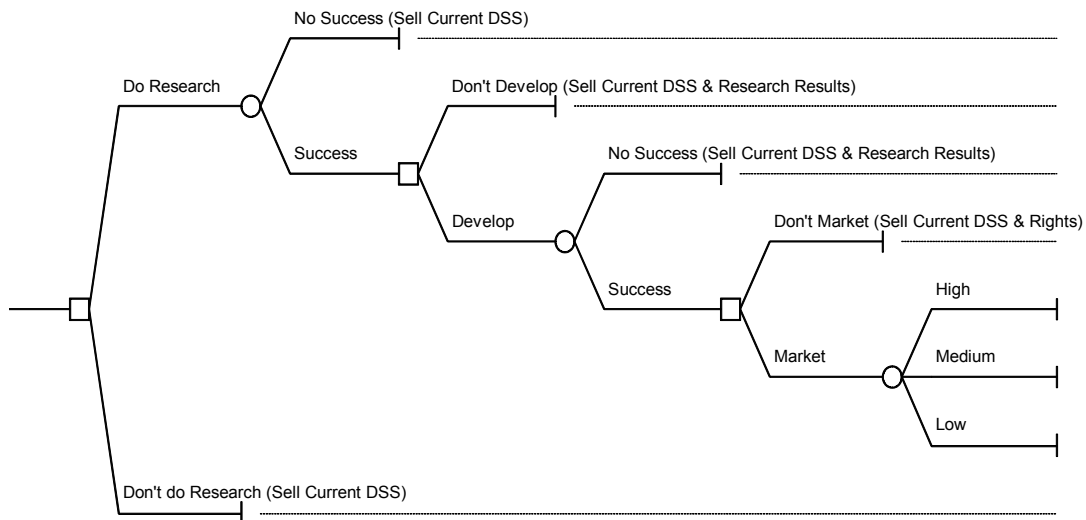 No Success (Sell Current DSS)
Do Research
Don't Develop (Sell Current DSS & Research Results)
Success
No Success (Sell Current DSS & Research Results)
Develop
Don't Market (Sell Current DSS & Rights)
Success
High
Market
Medium
Low
Don't do Research (Sell Current DSS)